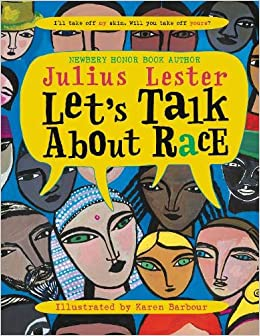 I'll take off my skin. Will you take off yours?
NEWBERY HONOR BOOK AUTHOR
Julius Lester
Let's Talk
About Race
Illustrated by Karen Barbour